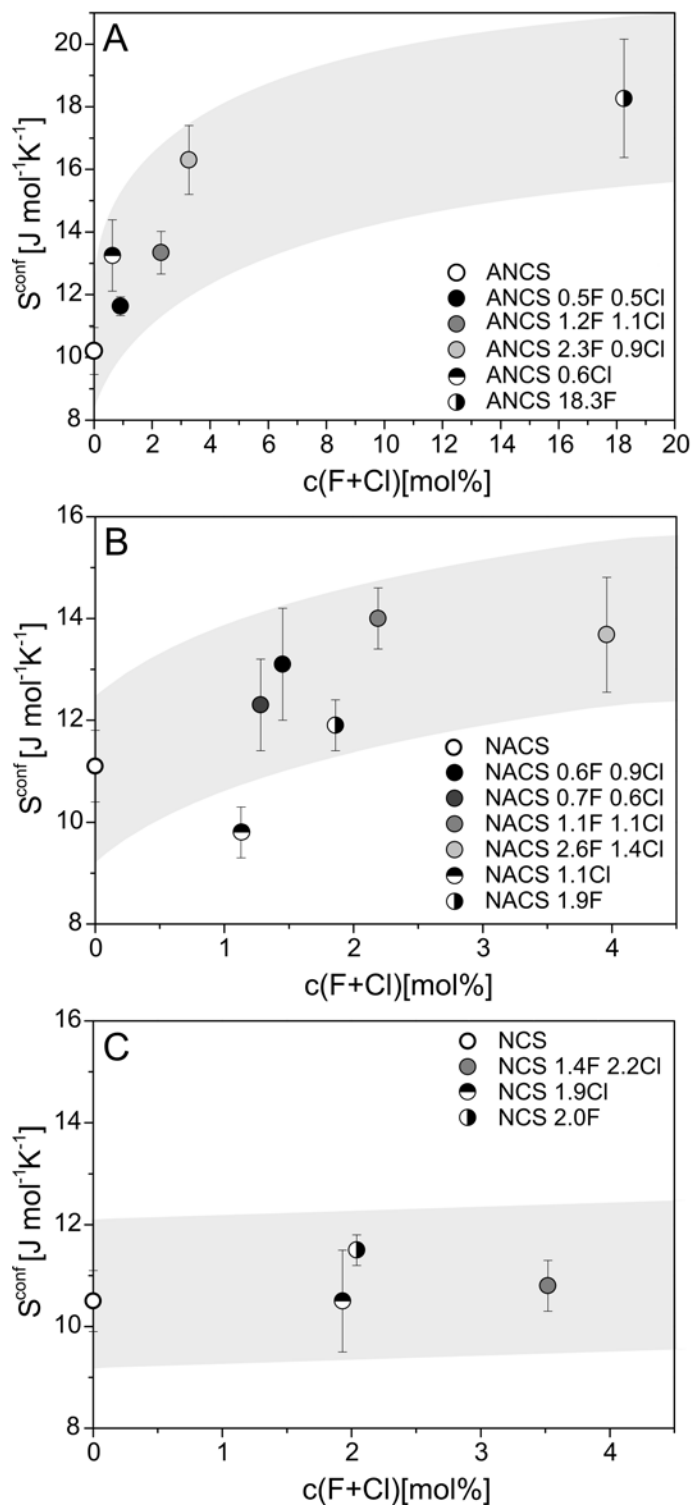 A
20
18
16
14
12
10
8
S^conf [J mol^-1 K^-1]
ANCS
ANCS 0.5F 0.5Cl
ANCS 1.2F 1.1Cl
ANCS 2.3F 0.9Cl
ANCS 0.6Cl
ANCS 18.3F
0 2 4 6 8 10 12 14 16 18 20
c(F+Cl)[mol%]
B
16
14
12
10
8
S^conf [J mol^-1 K^-1]
NACS
NACS 0.6F 0.9Cl
NACS 0.7F 0.6Cl
NACS 1.1F 1.1Cl
NACS 2.6F 1.4Cl
NACS 1.1Cl
NACS 1.9F
0 1 2 3 4
c(F+Cl)[mol%]
C
16
14
12
10
8
S^conf [J mol^-1 K^-1]
NCS
NCS 1.4F 2.2Cl
NCS 1.9Cl
NCS 2.0F
0 1 2 3 4
c(F+Cl)[mol%]